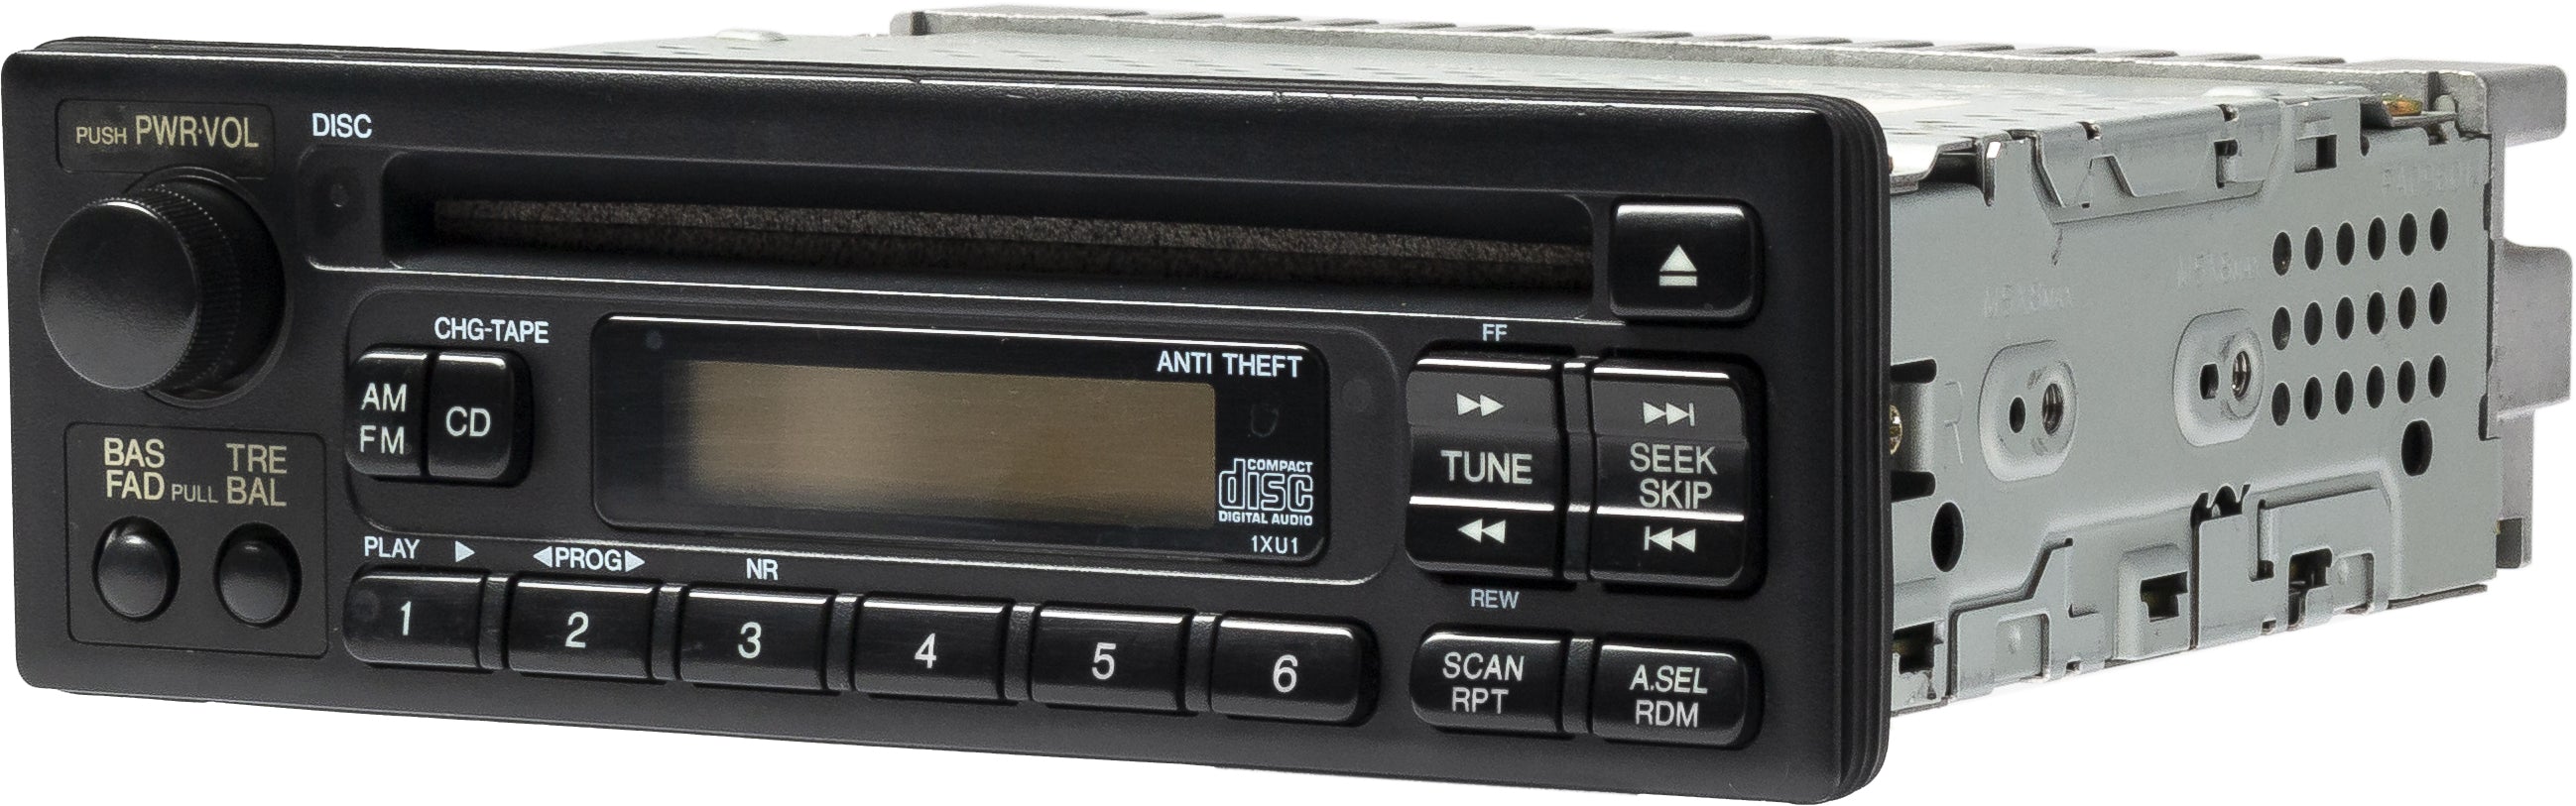 PUSH PWR·VOL
DISC
CHG-TAPE
AM
FM
CD
ANTI THEFT
COMPACT
disc
DIGITAL AUDIO
1XU1
FF
TUNE
REW
SEEK
SKIP
BAS
FAD
PULL
TRE
BAL
PLAY
PROG
NR
1
2
3
4
5
6
SCAN
RPT
A.SEL
RDM